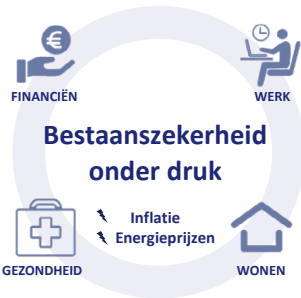 €
FINANCIËN
WERK
Bestaanszekerheid
onder druk
Inflatie
Energieprijzen
GEZONDHEID
WONEN